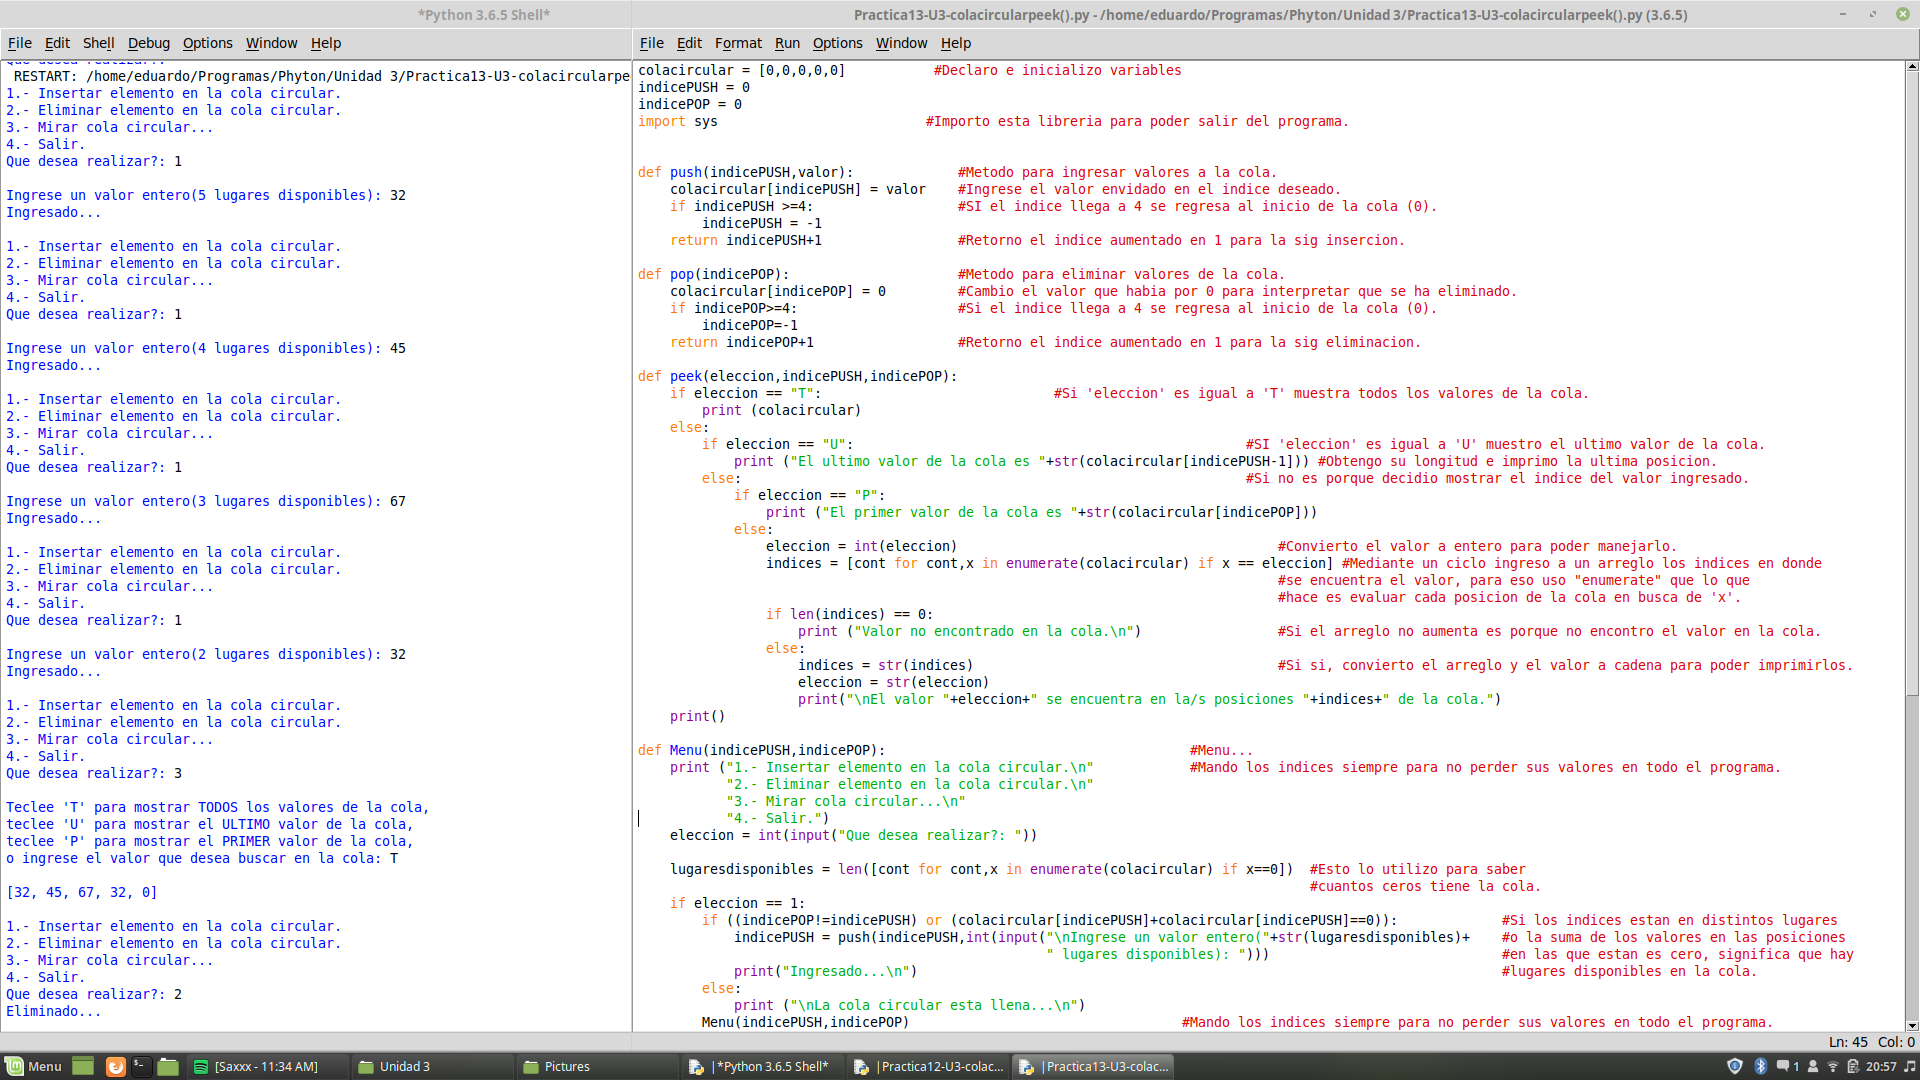 *Python 3.6.5 Shell*
File Edit Shell Debug Options Window Help
RESTART: /home/eduardo/Programas/Phyton/Unidad 3/Practica13-U3-colacircularpe
1.- Insertar elemento en la cola circular.
2.- Eliminar elemento en la cola circular.
3.- Mirar cola circular...
4.- Salir.
Que desea realizar?: 1
Ingrese un valor entero(5 lugares disponibles): 32
Ingresado...
1.- Insertar elemento en la cola circular.
2.- Eliminar elemento en la cola circular.
3.- Mirar cola circular...
4.- Salir.
Que desea realizar?: 1
Ingrese un valor entero(4 lugares disponibles): 45
Ingresado...
1.- Insertar elemento en la cola circular.
2.- Eliminar elemento en la cola circular.
3.- Mirar cola circular...
4.- Salir.
Que desea realizar?: 1
Ingrese un valor entero(3 lugares disponibles): 67
Ingresado...
1.- Insertar elemento en la cola circular.
2.- Eliminar elemento en la cola circular.
3.- Mirar cola circular...
4.- Salir.
Que desea realizar?: 1
Ingrese un valor entero(2 lugares disponibles): 32
Ingresado...
1.- Insertar elemento en la cola circular.
2.- Eliminar elemento en la cola circular.
3.- Mirar cola circular...
4.- Salir.
Que desea realizar?: 3
Teclee 'T' para mostrar TODOS los valores de la cola,
teclee 'U' para mostrar el ULTIMO valor de la cola,
teclee 'P' para mostrar el PRIMER valor de la cola,
o ingrese el valor que desea buscar en la cola: T
[32, 45, 67, 32, 0]
1.- Insertar elemento en la cola circular.
2.- Eliminar elemento en la cola circular.
3.- Mirar cola circular...
4.- Salir.
Que desea realizar?: 2
Eliminado...
Practica13-U3-colacircularpeek().py - /home/eduardo/Programas/Phyton/Unidad 3/Practica13-U3-colacircularpeek().py (3.6.5)
File Edit Format Run Options Window Help
colacircular = [0,0,0,0,0] #Declaro e inicializo variables
indicePUSH = 0
indicePOP = 0
import sys #Importo esta libreria para poder salir del programa.
def push(indicePUSH,valor): #Metodo para ingresar valores a la cola.
colacircular[indicePUSH] = valor #Ingrese el valor envidado en el indice deseado.
if indicePUSH >=4: #SI el indice llega a 4 se regresa al inicio de la cola (0).
indicePUSH = -1
return indicePUSH+1 #Retorno el indice aumentado en 1 para la sig insercion.
def pop(indicePOP): #Metodo para eliminar valores de la cola.
colacircular[indicePOP] = 0 #Cambio el valor que habia por 0 para interpretar que se ha eliminado.
if indicePOP>=4: #Si el indice llega a 4 se regresa al inicio de la cola (0).
indicePOP=-1
return indicePOP+1 #Retorno el indice aumentado en 1 para la sig eliminacion.
def peek(eleccion,indicePUSH,indicePOP):
if eleccion == "T": #Si 'eleccion' es igual a 'T' muestra todos los valores de la cola.
print (colacircular)
else:
if eleccion == "U": #SI 'eleccion' es igual a 'U' muestro el ultimo valor de la cola.
print ("El ultimo valor de la cola es "+str(colacircular[indicePUSH-1])) #Obtengo su longitud e imprimo la ultima posicion.
else: #Si no es porque decidio mostrar el indice del valor ingresado.
if eleccion == "P":
print ("El primer valor de la cola es "+str(colacircular[indicePOP]))
else:
eleccion = int(eleccion) #Convierto el valor a entero para poder manejarlo.
indices = [cont for cont,x in enumerate(colacircular) if x == eleccion] #Mediante un ciclo ingreso a un arreglo los indices en donde
#se encuentra el valor, para eso uso "enumerate" que lo que
#hace es evaluar cada posicion de la cola en busca de 'x'.
if len(indices) == 0:
print ("Valor no encontrado en la cola.\n") #Si el arreglo no aumenta es porque no encontro el valor en la cola.
else:
indices = str(indices) #Si si, convierto el arreglo y el valor a cadena para poder imprimirlos.
eleccion = str(eleccion)
print("\nEl valor "+eleccion+" se encuentra en la/s posiciones "+indices+" de la cola.")
print()
def Menu(indicePUSH,indicePOP): #Menu...
print ("1.- Insertar elemento en la cola circular.\n" #Mando los indices siempre para no perder sus valores en todo el programa.
"2.- Eliminar elemento en la cola circular.\n"
"3.- Mirar cola circular...\n"
"4.- Salir.")
eleccion = int(input("Que desea realizar?: "))
lugaresdisponibles = len([cont for cont,x in enumerate(colacircular) if x==0]) #Esto lo utilizo para saber
#cuantos ceros tiene la cola.
if eleccion == 1:
if ((indicePOP!=indicePUSH) or (colacircular[indicePUSH]+colacircular[indicePUSH]==0)): #Si los indices estan en distintos lugares
indicePUSH = push(indicePUSH,int(input("\nIngrese un valor entero("+str(lugaresdisponibles)+ #o la suma de los valores en las posiciones
" lugares disponibles): "))) #en las que estan es cero, significa que hay
print("Ingresado...\n") #lugares disponibles en la cola.
else:
print ("\nLa cola circular esta llena...\n")
Menu(indicePUSH,indicePOP) #Mando los indices siempre para no perder sus valores en todo el programa.
Ln: 45 Col: 0
Menu [Saxxx - 11:34 AM] Unidad 3 Pictures |*Python 3.6.5 Shell* |Practica12-U3-colac... |Practica13-U3-colac... 1 20:57